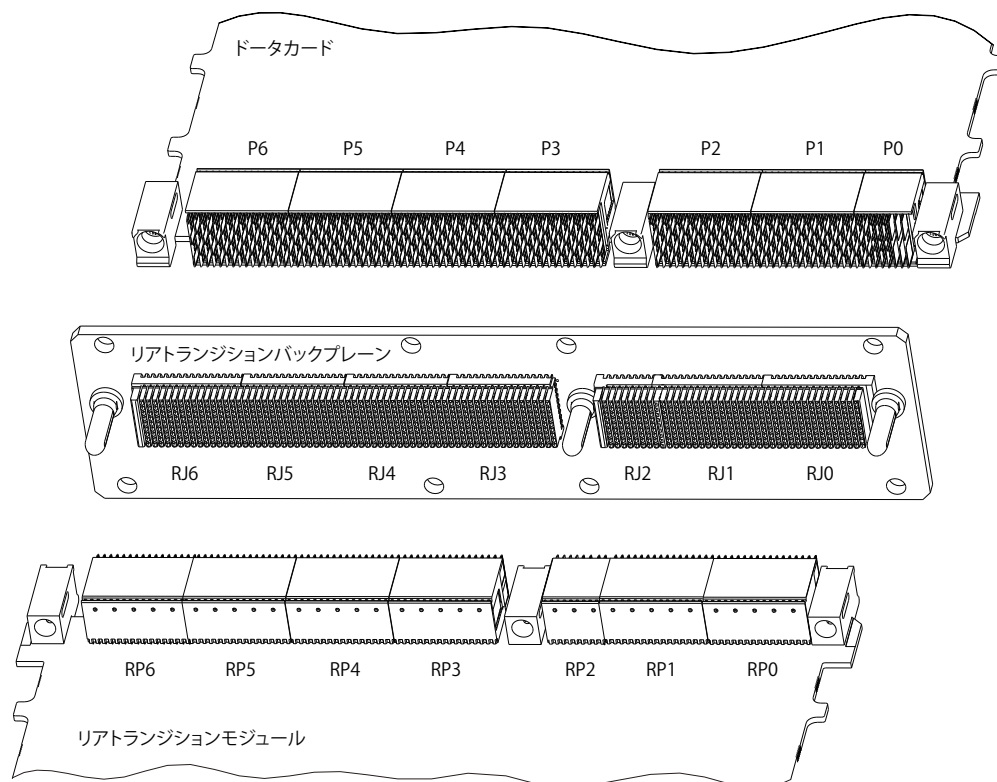 ドータカード
P6 P5 P4 P3 P2 P1 P0
リアトランジションバックプレーン
RJ6 RJ5 RJ4 RJ3 RJ2 RJ1 RJ0
RP6 RP5 RP4 RP3 RP2 RP1 RP0
リアトランジションモジュール